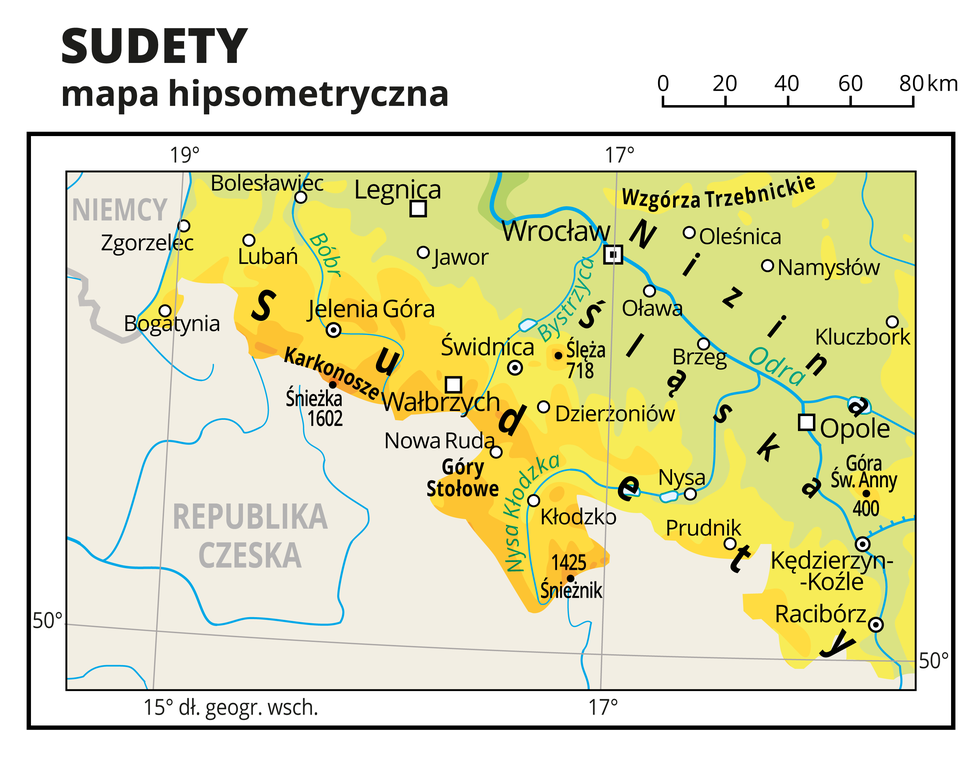 SUDETY
mapa hipsometryczna
0 20 40 60 80 km
19° 17°
Bolesławiec
Legnica
Wzgórza Trzebnickie
NIEMCY
Zgorzelec
Lubań
Bóbr
Jawor
Wrocław
Oleśnica
Namysłów
Bogatynia
Jelenia Góra
Bystrzyca
Oława
Kluczbork
Świdnica
Ślęża
718
Brzeg
Odra
Karkonosze
Śnieżka
1602
Wałbrzych
Dzierżoniów
Opole
Nowa Ruda
Góry
Stołowe
Nysa Kłodzka
Nysa
Góra
Św. Anny
400
Kłodzko
Prudnik
REPUBLIKA
CZESKA
1425
Śnieżnik
Kędzierzyn-
-Koźle
Racibórz
Sudety
Nizina
Śląska
50° 50°
15° dł. geogr. wsch. 17°